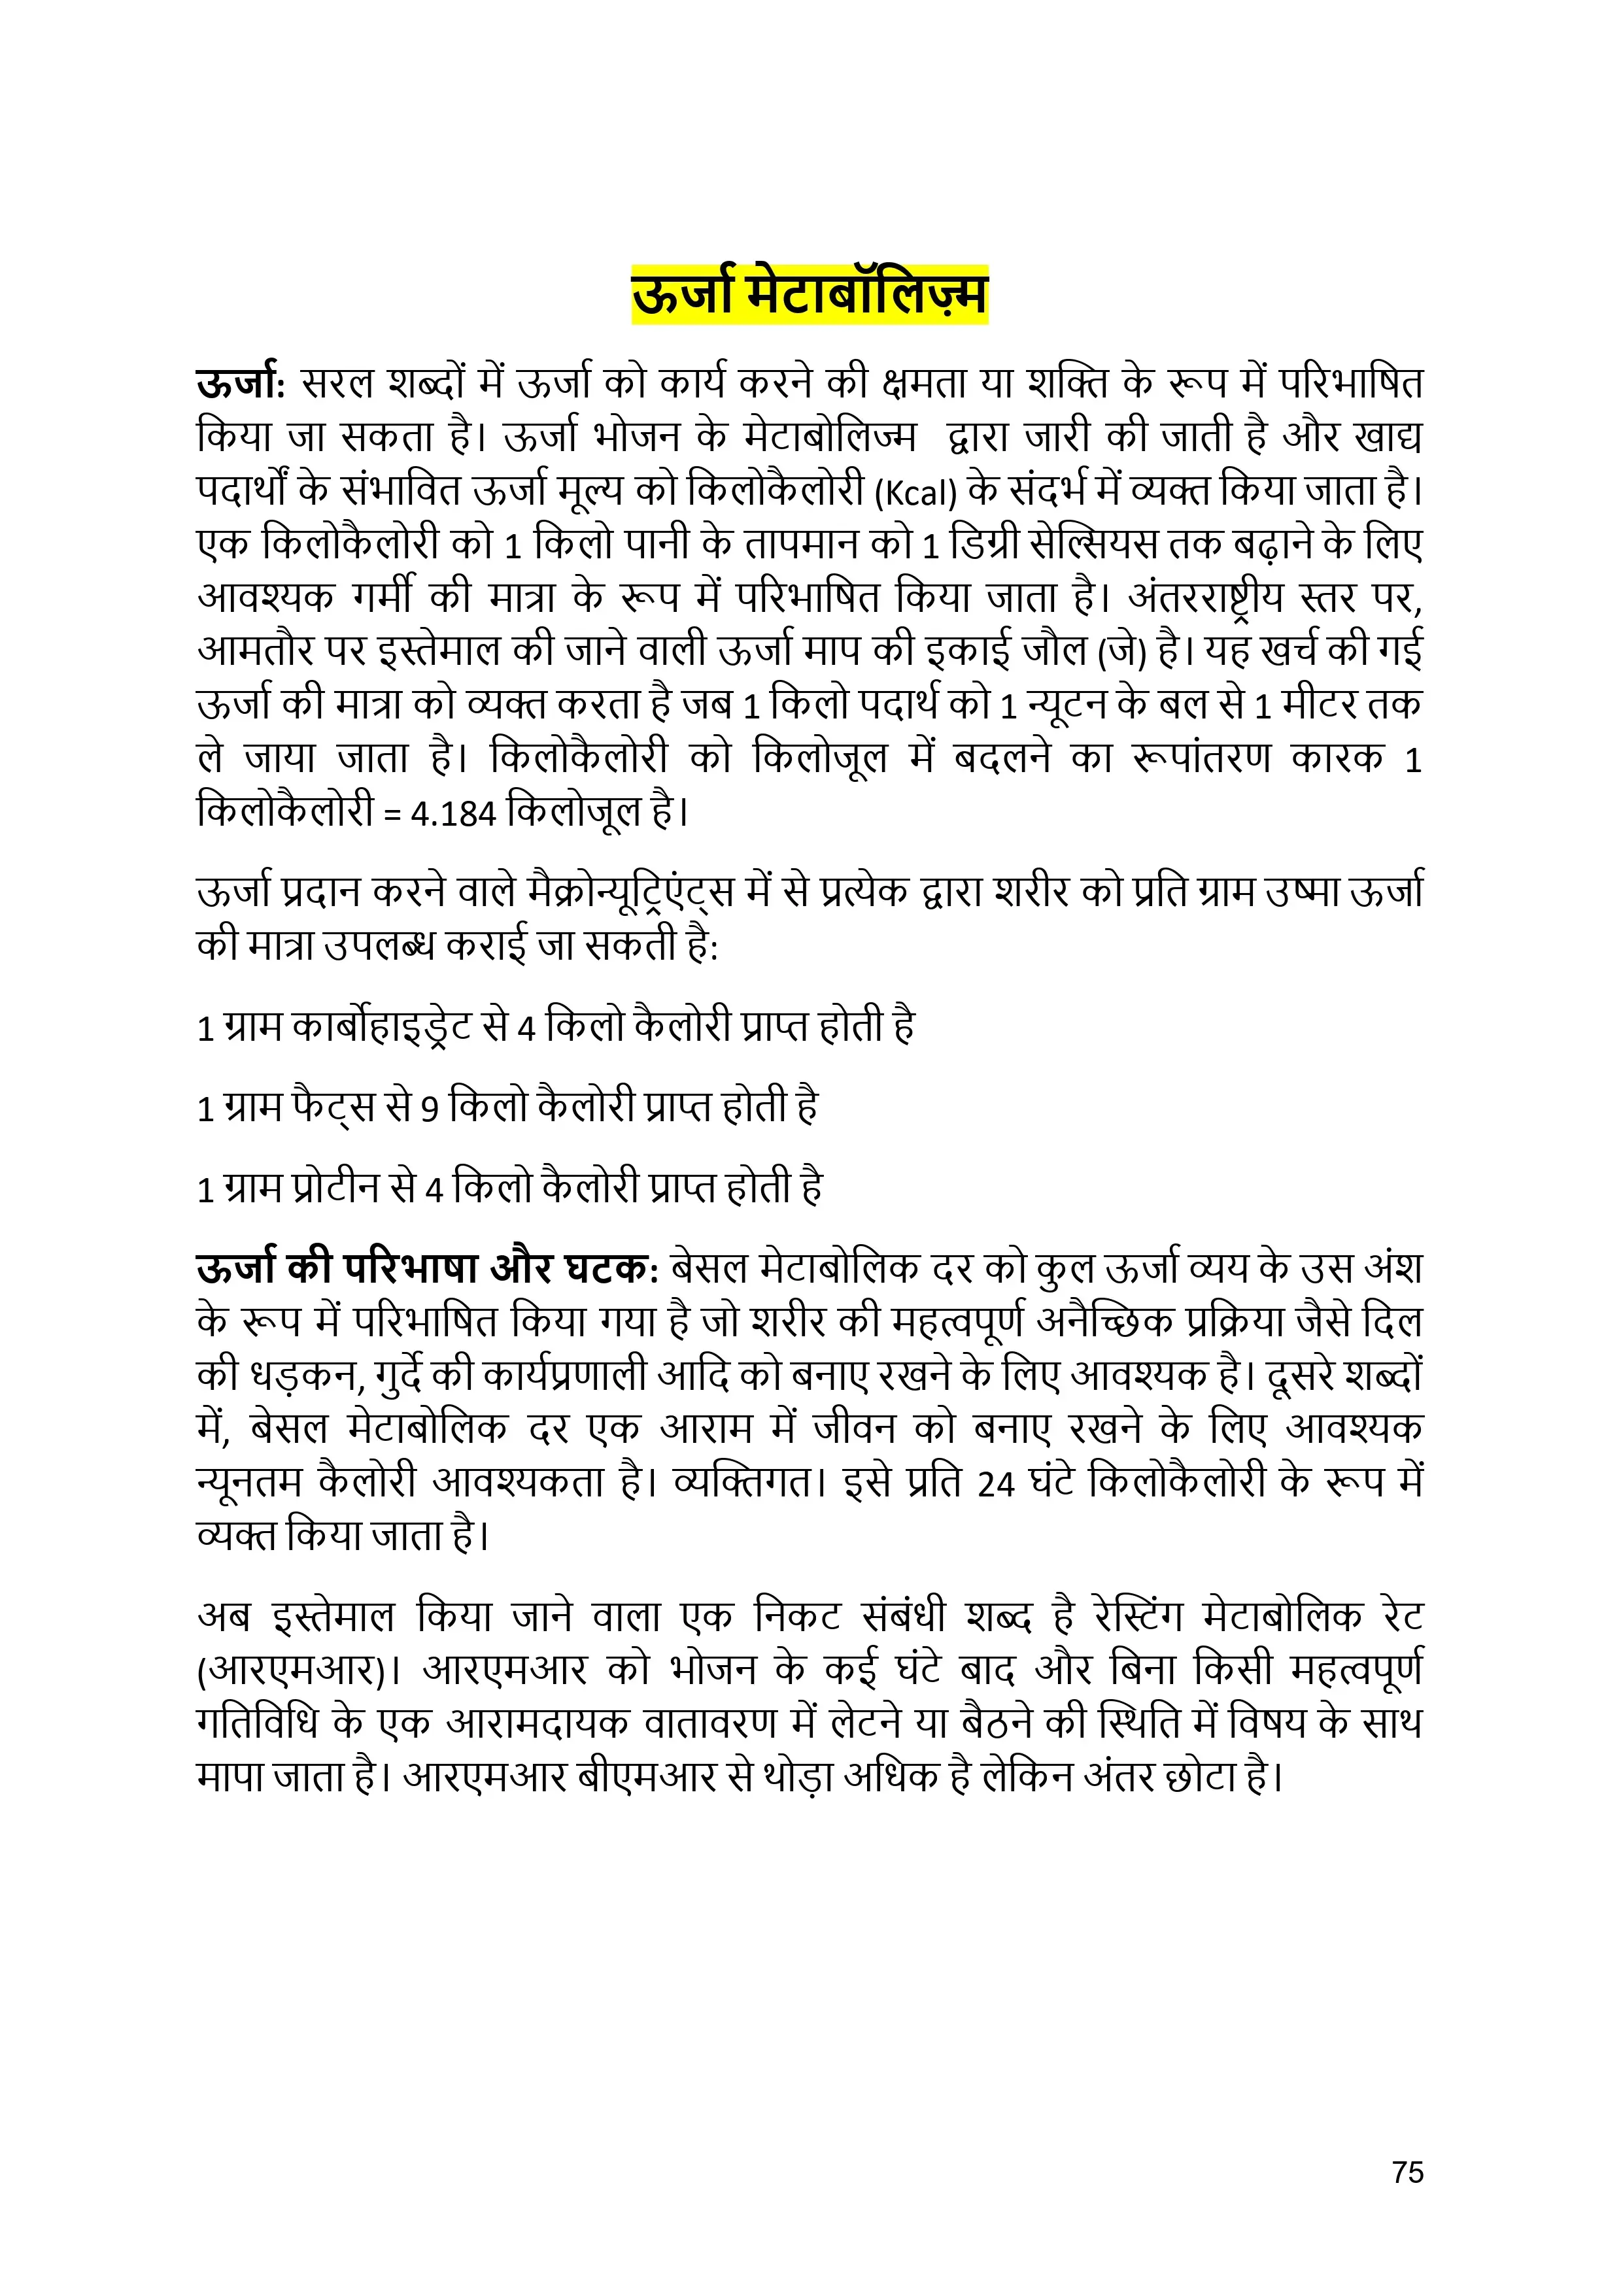 ऊर्जा मेटाबॉलिज़्म
ऊर्जा: सरल शब्दों में ऊर्जा को कार्य करने की क्षमता या शक्ति के रूप में परिभाषित
किया जा सकता है। ऊर्जा भोजन के मेटाबोलिज्म द्वारा जारी की जाती है और खाद्य
पदार्थों के संभावित ऊर्जा मूल्य को किलोकैलोरी (Kcal) के संदर्भ में व्यक्त किया जाता है।
एक किलोकैलोरी को 1 किलो पानी के तापमान को 1 डिग्री सेल्सियस तक बढ़ाने के लिए
आवश्यक गर्मी की मात्रा के रूप में परिभाषित किया जाता है। अंतरराष्ट्रीय स्तर पर,
आमतौर पर इस्तेमाल की जाने वाली ऊर्जा माप की इकाई जौल (जे) है। यह खर्च की गई
ऊर्जा की मात्रा को व्यक्त करता है जब 1 किलो पदार्थ को 1 न्यूटन के बल से 1 मीटर तक
ले जाया जाता है। किलोकैलोरी को किलोजूल में बदलने का रूपांतरण कारक 1
किलोकैलोरी = 4.184 किलोजूल है।
ऊर्जा प्रदान करने वाले मैक्रोन्यूट्रिएंट्स में से प्रत्येक द्वारा शरीर को प्रति ग्राम उष्मा ऊर्जा
की मात्रा उपलब्ध कराई जा सकती है:
1 ग्राम कार्बोहाइड्रेट से 4 किलो कैलोरी प्राप्त होती है
1 ग्राम फैट्स से 9 किलो कैलोरी प्राप्त होती है
1 ग्राम प्रोटीन से 4 किलो कैलोरी प्राप्त होती है
ऊर्जा की परिभाषा और घटक: बेसल मेटाबोलिक दर को कुल ऊर्जा व्यय के उस अंश
के रूप में परिभाषित किया गया है जो शरीर की महत्वपूर्ण अनैच्छिक प्रक्रिया जैसे दिल
की धड़कन, गुर्दे की कार्यप्रणाली आदि को बनाए रखने के लिए आवश्यक है। दूसरे शब्दों
में, बेसल मेटाबोलिक दर एक आराम में जीवन को बनाए रखने के लिए आवश्यक
न्यूनतम कैलोरी आवश्यकता है। व्यक्तिगत। इसे प्रति 24 घंटे किलोकैलोरी के रूप में
व्यक्त किया जाता है।
अब इस्तेमाल किया जाने वाला एक निकट संबंधी शब्द है रेस्टिंग मेटाबोलिक रेट
(आरएमआर)। आरएमआर को भोजन के कई घंटे बाद और बिना किसी महत्वपूर्ण
गतिविधि के एक आरामदायक वातावरण में लेटने या बैठने की स्थिति में विषय के साथ
मापा जाता है। आरएमआर बीएमआर से थोड़ा अधिक है लेकिन अंतर छोटा है।
75